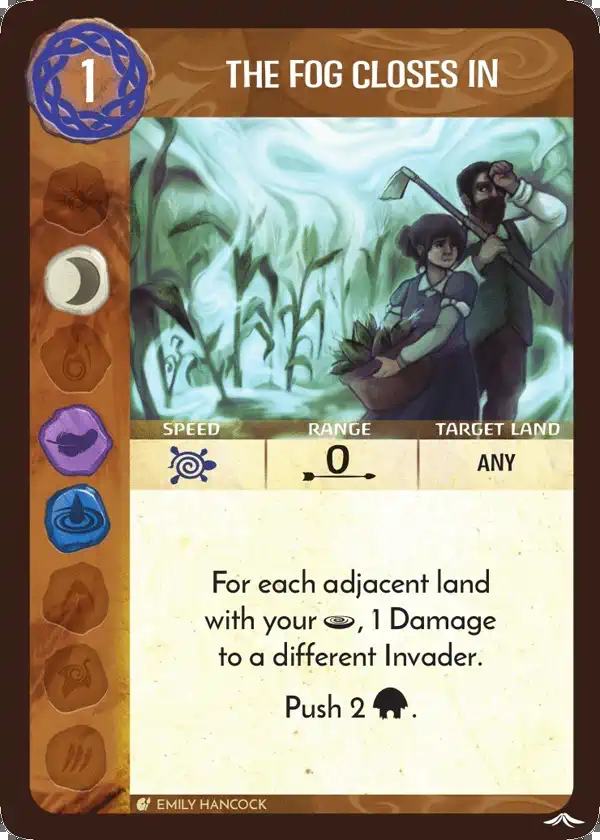 1
THE FOG CLOSES IN
SPEED RANGE TARGET LAND
0 ANY
For each adjacent land
with your , 1 Damage
to a different Invader.
Push 2 .
EMILY HANCOCK